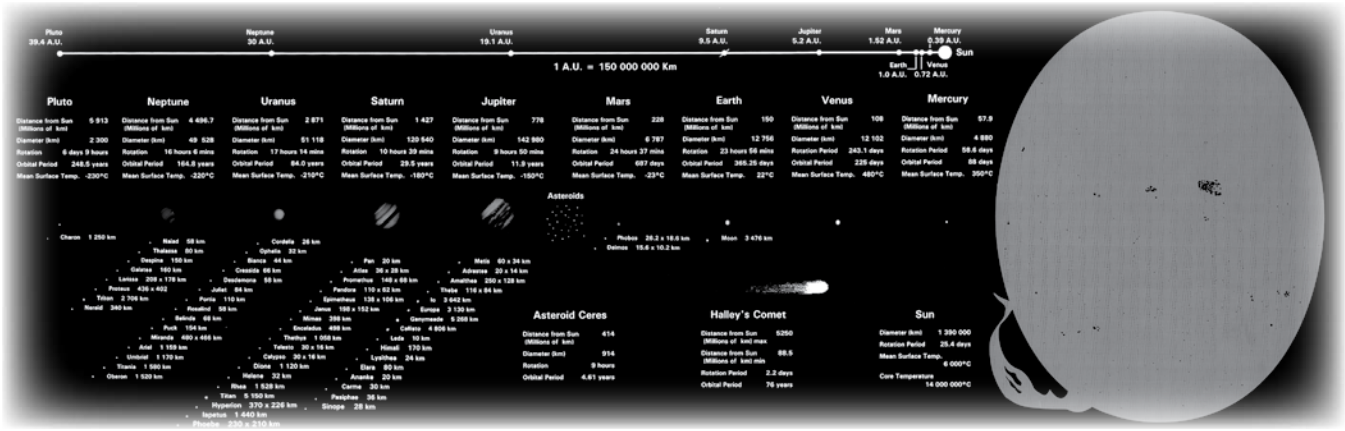 Pluto
39.4 A.U.
Neptune
30 A.U.
Uranus
19.1 A.U.
Saturn
9.5 A.U.
Jupiter
5.2 A.U.
Mars
1.52 A.U.
Mercury
0.39 A.U.
Sun
Earth
1.0 A.U.
Venus
0.72 A.U.
1 A.U. = 150 000 000 Km
Pluto
Distance from Sun 5 913
(Millions of km)
Diameter (km) 2 300
Rotation 6 days 9 hours
Orbital Period 248.5 years
Mean Surface Temp. -230°C
Neptune
Distance from Sun 4 496.7
(Millions of km)
Diameter (km) 49 528
Rotation 16 hours 6 mins
Orbital Period 164.8 years
Mean Surface Temp. -220°C
Uranus
Distance from Sun 2 871
(Millions of km)
Diameter (km) 51 118
Rotation 17 hours 14 mins
Orbital Period 84.0 years
Mean Surface Temp. -210°C
Saturn
Distance from Sun 1 427
(Millions of km)
Diameter (km) 120 540
Rotation 10 hours 39 mins
Orbital Period 29.5 years
Mean Surface Temp. -180°C
Jupiter
Distance from Sun 778
(Millions of km)
Diameter (km) 142 980
Rotation 9 hours 50 mins
Orbital Period 11.9 years
Mean Surface Temp. -150°C
Mars
Distance from Sun 228
(Millions of km)
Diameter (km) 6 787
Rotation 24 hours 37 mins
Orbital Period 687 days
Mean Surface Temp. -23°C
Earth
Distance from Sun 150
(Millions of km)
Diameter (km) 12 756
Rotation 23 hours 56 mins
Orbital Period 365.25 days
Mean Surface Temp. 22°C
Venus
Distance from Sun 108
(Millions of km)
Diameter (km) 12 102
Rotation Period 243.1 days
Orbital Period 225 days
Mean Surface Temp. 480°C
Mercury
Distance from Sun 57.9
(Millions of km)
Diameter (km) 4 880
Rotation Period 58.6 days
Orbital Period 88 days
Mean Surface Temp. 350°C
Asteroids
Charon 1 250 km
Naiad 58 km
Thalassa 80 km
Despina 150 km
Galatea 160 km
Larissa 208 x 178 km
Proteus 436 x 402
Triton 2 706 km
Nereid 340 km
Cordelia 26 km
Ophelia 32 km
Bianca 44 km
Cressida 66 km
Desdemona 58 km
Juliet 84 km
Portia 110 km
Rosalind 58 km
Belinda 68 km
Puck 154 km
Miranda 480 x 466 km
Ariel 1 159 km
Umbriel 1 170 km
Titania 1 580 km
Oberon 1 520 km
Pan 20 km
Atlas 36 x 28 km
Promethus 148 x 68 km
Pandora 110 x 62 km
Epimetheus 138 x 106 km
Janus 198 x 152 km
Mimas 398 km
Enceladus 498 km
Thethys 1 058 km
Telesto 30 x 16 km
Calypso 30 x 16 km
Dione 1 120 km
Helene 32 km
Rhea 1 528 km
Titan 5 150 km
Hyperion 370 x 226 km
Iapetus 1 440 km
Phoebe 230 x 210 km
Metis 60 x 34 km
Adrastea 20 x 14 km
Amalthea 250 x 128 km
Thebe 116 x 84 km
Io 3 642 km
Europa 3 130 km
Ganymeade 5 268 km
Callisto 4 806 km
Leda 10 km
Himali 170 km
Lysithea 24 km
Elara 80 km
Ananke 20 km
Carme 30 km
Pasiphae 36 km
Sinope 28 km
Phobos 26.2 x 18.6 km
Deimos 15.6 x 10.2 km
Moon 3 476 km
Asteroid Ceres
Distance from Sun 414
(Millions of km)
Diameter (km) 914
Rotation 9 hours
Orbital Period 4.61 years
Halley's Comet
Distance from Sun 5250
(Millions of km) max
Distance from Sun 88.5
(Millions of km) min
Rotation Period 2.2 days
Orbital Period 76 years
Sun
Diameter (km) 1 390 000
Rotation Period 25.4 days
Mean Surface Temp.
6 000°C
Core Temperature
14 000 000°C